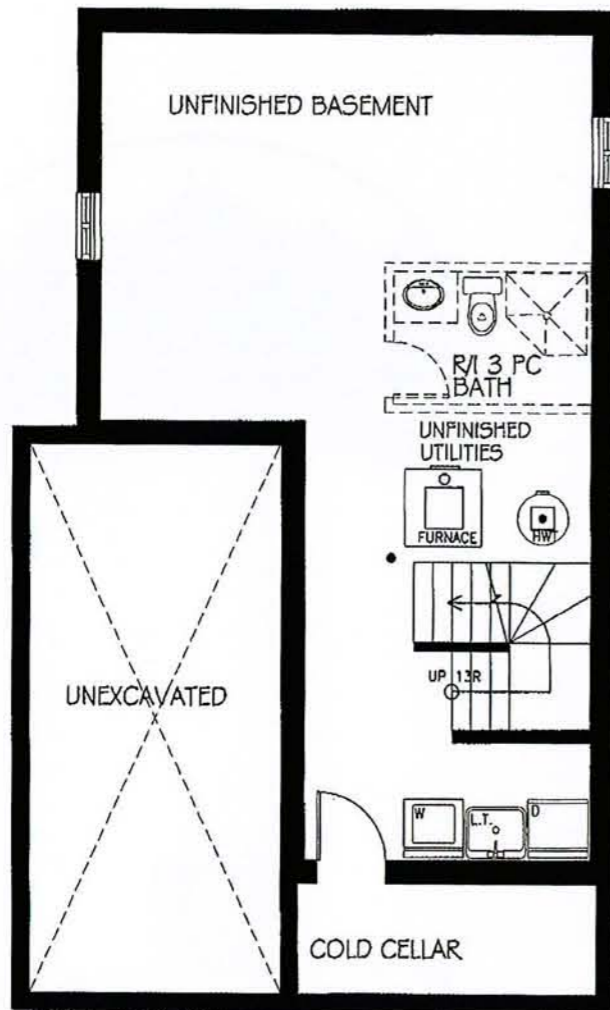 UNFINISHED BASEMENT
R/I 3 PC
BATH
UNFINISHED
UTILITIES
FURNACE
HWT
UP 13R
UNEXCAVATED
W
L.T.
D
COLD CELLAR